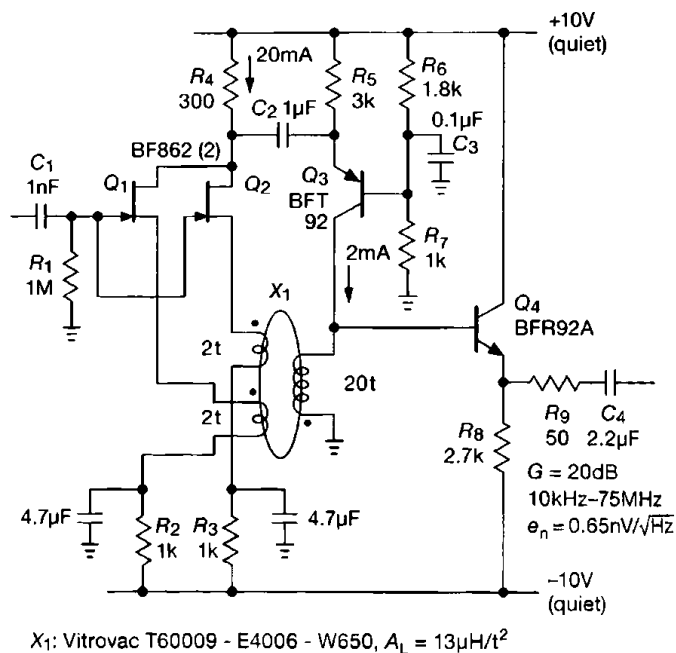 +10V
(quiet)
20mA
R4
300
R5
3k
R6
1.8k
C2 1µF
0.1µF
C3
BF862 (2)
C1
1nF
Q1
Q2
Q3
BFT
92
R7
1k
R1
1M
2mA
X1
Q4
BFR92A
2t
20t
2t
R9
50
C4
2.2µF
R8
2.7k
G = 20dB
10kHz–75MHz
en = 0.65nV/√Hz
4.7µF
R2
1k
R3
1k
4.7µF
–10V
(quiet)
X1: Vitrovac T60009 - E4006 - W650, AL = 13µH/t²